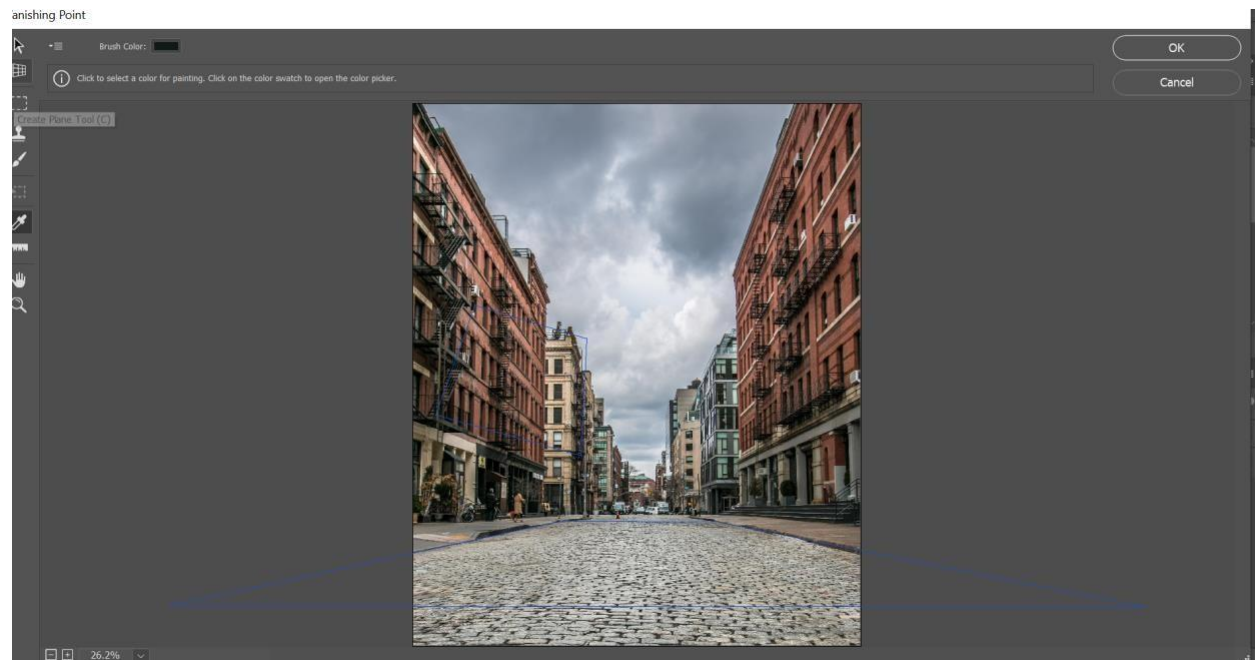 anishing Point
Brush Color:
OK
Click to select a color for painting. Click on the color swatch to open the color picker.
Cancel
Create Plane Tool (C)
26.2%